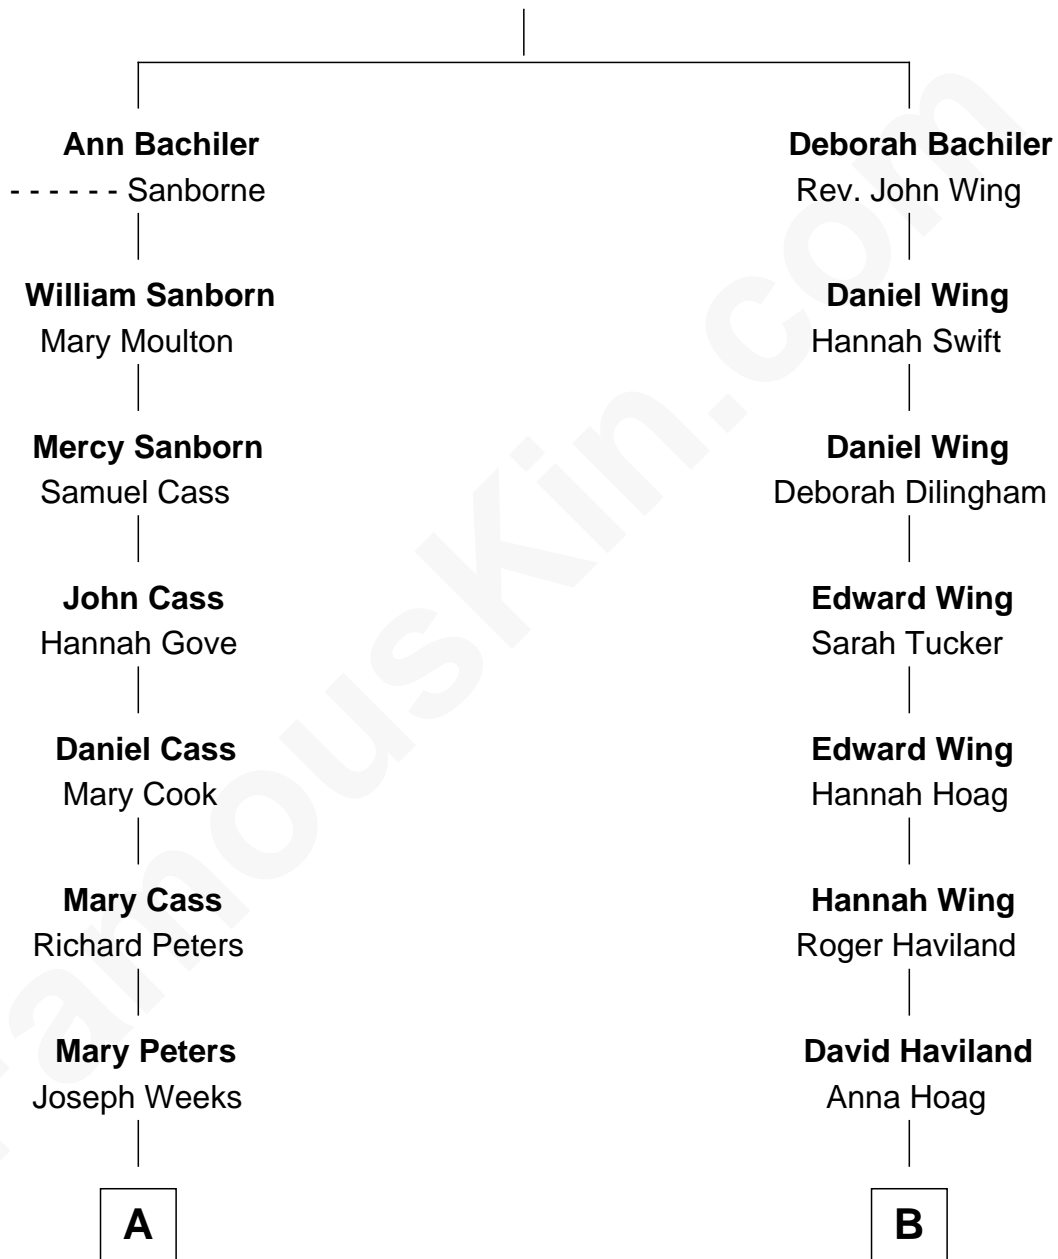 Ann Bachiler
- - - - - - Sanborne
William Sanborn
Mary Moulton
Mercy Sanborn
Samuel Cass
John Cass
Hannah Gove
Daniel Cass
Mary Cook
Mary Cass
Richard Peters
Mary Peters
Joseph Weeks
A
Deborah Bachiler
Rev. John Wing
Daniel Wing
Hannah Swift
Daniel Wing
Deborah Dilingham
Edward Wing
Sarah Tucker
Edward Wing
Hannah Hoag
Hannah Wing
Roger Haviland
David Haviland
Anna Hoag
B
FamousKin.com